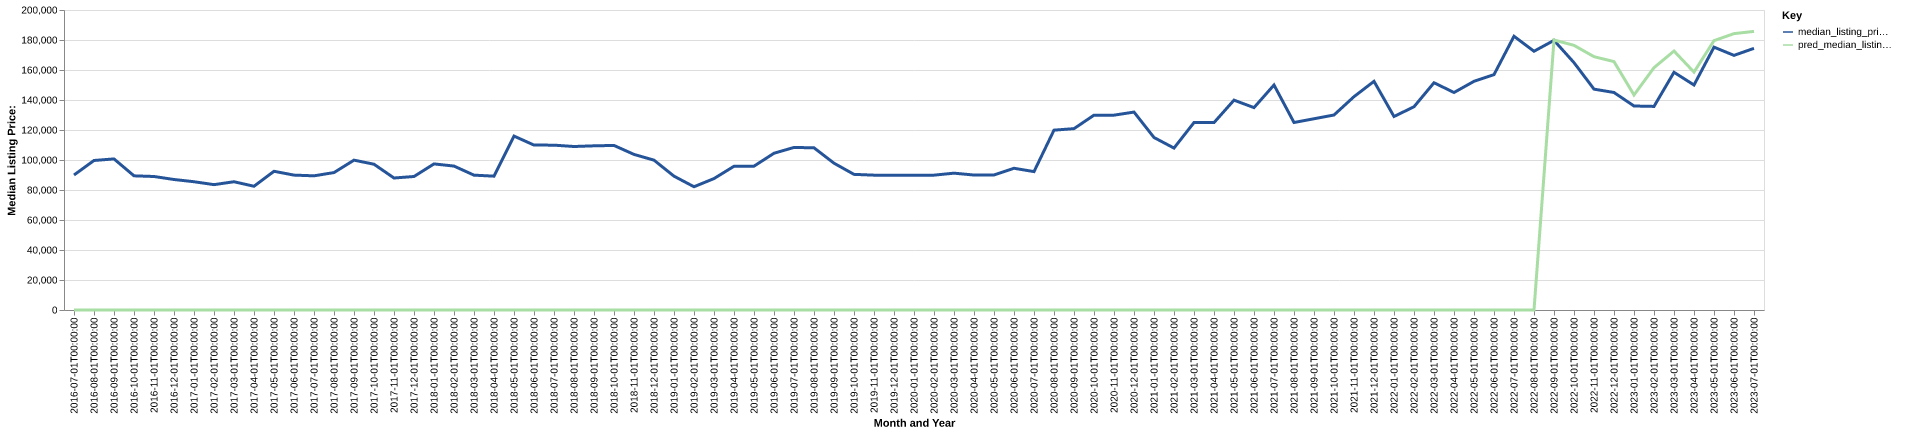 200,000
180,000
160,000
140,000
120,000
100,000
80,000
60,000
40,000
20,000
0
Median Listing Price:
2016-07-01T00:00:00
2016-08-01T00:00:00
2016-09-01T00:00:00
2016-10-01T00:00:00
2016-11-01T00:00:00
2016-12-01T00:00:00
2017-01-01T00:00:00
2017-02-01T00:00:00
2017-03-01T00:00:00
2017-04-01T00:00:00
2017-05-01T00:00:00
2017-06-01T00:00:00
2017-07-01T00:00:00
2017-08-01T00:00:00
2017-09-01T00:00:00
2017-10-01T00:00:00
2017-11-01T00:00:00
2017-12-01T00:00:00
2018-01-01T00:00:00
2018-02-01T00:00:00
2018-03-01T00:00:00
2018-04-01T00:00:00
2018-05-01T00:00:00
2018-06-01T00:00:00
2018-07-01T00:00:00
2018-08-01T00:00:00
2018-09-01T00:00:00
2018-10-01T00:00:00
2018-11-01T00:00:00
2018-12-01T00:00:00
2019-01-01T00:00:00
2019-02-01T00:00:00
2019-03-01T00:00:00
2019-04-01T00:00:00
2019-05-01T00:00:00
2019-06-01T00:00:00
2019-07-01T00:00:00
2019-08-01T00:00:00
2019-09-01T00:00:00
2019-10-01T00:00:00
2019-11-01T00:00:00
2019-12-01T00:00:00
2020-01-01T00:00:00
2020-02-01T00:00:00
2020-03-01T00:00:00
2020-04-01T00:00:00
2020-05-01T00:00:00
2020-06-01T00:00:00
2020-07-01T00:00:00
2020-08-01T00:00:00
2020-09-01T00:00:00
2020-10-01T00:00:00
2020-11-01T00:00:00
2020-12-01T00:00:00
2021-01-01T00:00:00
2021-02-01T00:00:00
2021-03-01T00:00:00
2021-04-01T00:00:00
2021-05-01T00:00:00
2021-06-01T00:00:00
2021-07-01T00:00:00
2021-08-01T00:00:00
2021-09-01T00:00:00
2021-10-01T00:00:00
2021-11-01T00:00:00
2021-12-01T00:00:00
2022-01-01T00:00:00
2022-02-01T00:00:00
2022-03-01T00:00:00
2022-04-01T00:00:00
2022-05-01T00:00:00
2022-06-01T00:00:00
2022-07-01T00:00:00
2022-08-01T00:00:00
2022-09-01T00:00:00
2022-10-01T00:00:00
2022-11-01T00:00:00
2022-12-01T00:00:00
2023-01-01T00:00:00
2023-02-01T00:00:00
2023-03-01T00:00:00
2023-04-01T00:00:00
2023-05-01T00:00:00
2023-06-01T00:00:00
2023-07-01T00:00:00
Month and Year
Key
median_listing_pri…
pred_median_listin…